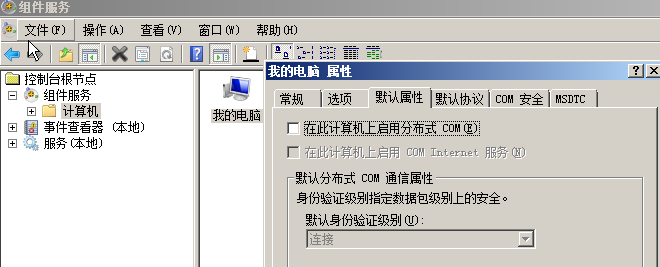 组件服务
文件(F) 操作(A) 查看(V) 窗口(W) 帮助(H)
控制台根节点
组件服务
计算机
事件查看器 (本地)
服务(本地)
我的电脑
我的电脑 属性
常规 选项 默认属性 默认协议 COM 安全 MSDTC
在此计算机上启用分布式 COM(E)
在此计算机上启用 COM Internet 服务(N)
默认分布式 COM 通信属性
身份验证级别指定数据包级别上的安全。
默认身份验证级别(U):
连接